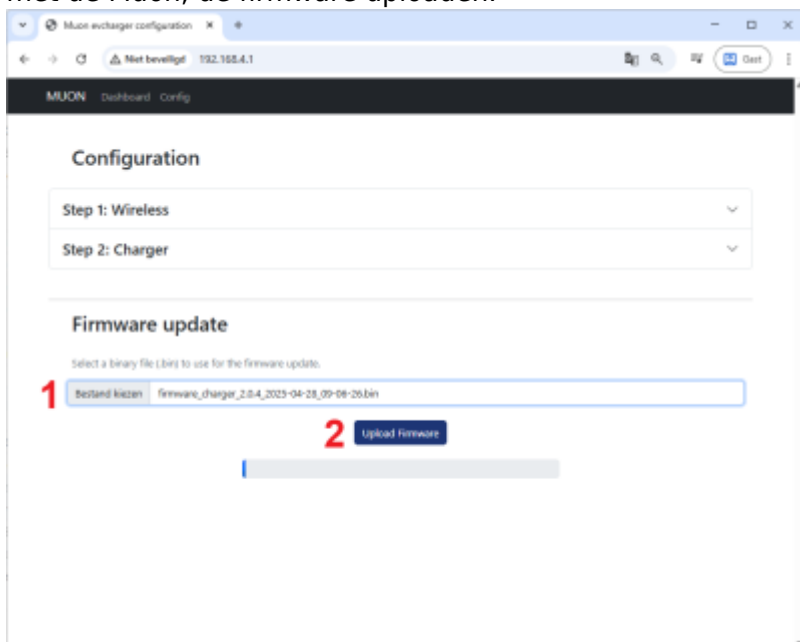 met de Muon, de firmware uploaden.
Muon evcharger configuration
Niet beveiligd 192.168.4.1
Gast
MUON Dashboard Config
Configuration
Step 1: Wireless
Step 2: Charger
Firmware update
Select a binary file (.bin) to use for the firmware update.
1 Bestand kiezen firmware_charger_2.0.4_2025-04-28_09-06-26.bin
2 Upload Firmware